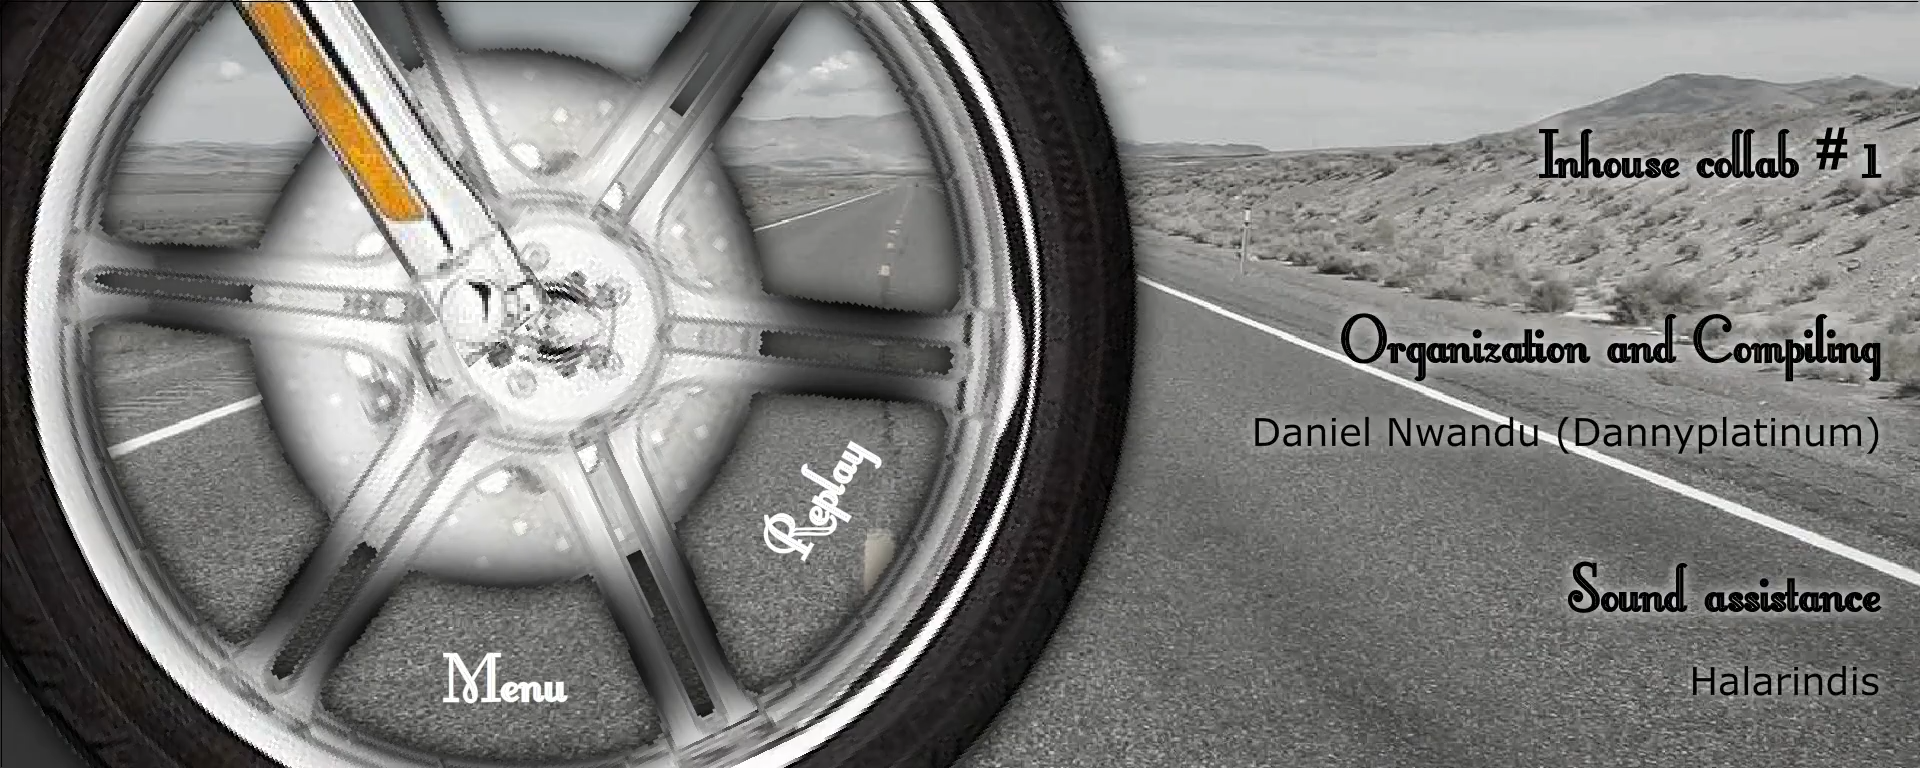 Inhouse collab # 1
Organization and Compiling
Daniel Nwandu (Dannyplatinum)
Replay
Sound assistance
Menu
Halarindis